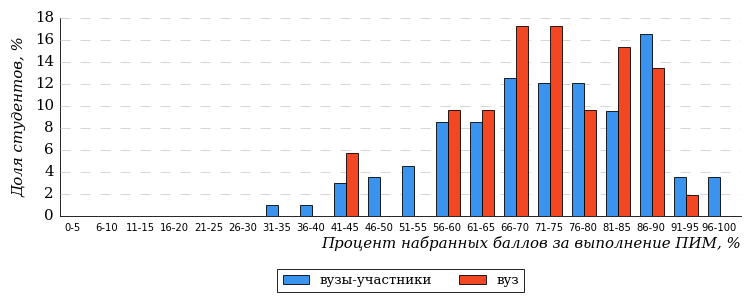 Доля студентов, %
18
16
14
12
10
8
6
4
2
0
0-5 6-10 11-15 16-20 21-25 26-30 31-35 36-40 41-45 46-50 51-55 56-60 61-65 66-70 71-75 76-80 81-85 86-90 91-95 96-100
Процент набранных баллов за выполнение ПИМ, %
вузы-участники вуз